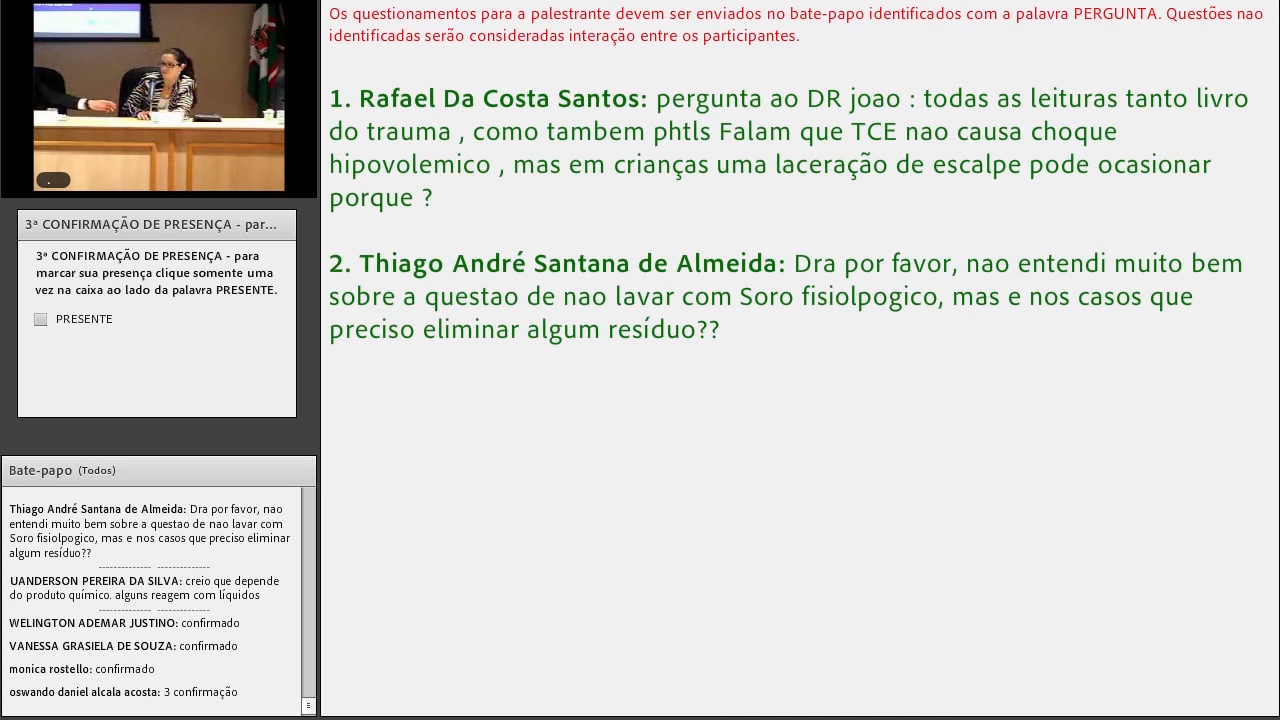 Os questionamentos para a palestrante devem ser enviados no bate-papo identificados com a palavra PERGUNTA. Questões nao
identificadas serão consideradas interação entre os participantes.
1. Rafael Da Costa Santos: pergunta ao DR joao : todas as leituras tanto livro
do trauma , como tambem phtls Falam que TCE nao causa choque
hipovolemico , mas em crianças uma laceração de escalpe pode ocasionar
porque ?
2. Thiago André Santana de Almeida: Dra por favor, nao entendi muito bem
sobre a questao de nao lavar com Soro fisiolpogico, mas e nos casos que
preciso eliminar algum resíduo??
3ª CONFIRMAÇÃO DE PRESENÇA - par...
3ª CONFIRMAÇÃO DE PRESENÇA - para
marcar sua presença clique somente uma
vez na caixa ao lado da palavra PRESENTE.
PRESENTE
Bate-papo (Todos)
Thiago André Santana de Almeida: Dra por favor, nao
entendi muito bem sobre a questao de nao lavar com
Soro fisiolpogico, mas e nos casos que preciso eliminar
algum resíduo??
-------------- --------------
UANDERSON PEREIRA DA SILVA: creio que depende
do produto químico. alguns reagem com líquidos
-------------- --------------
WELINGTON ADEMAR JUSTINO: confirmado
VANESSA GRASIELA DE SOUZA: confirmado
monica rostello: confirmado
oswando daniel alcala acosta: 3 confirmação